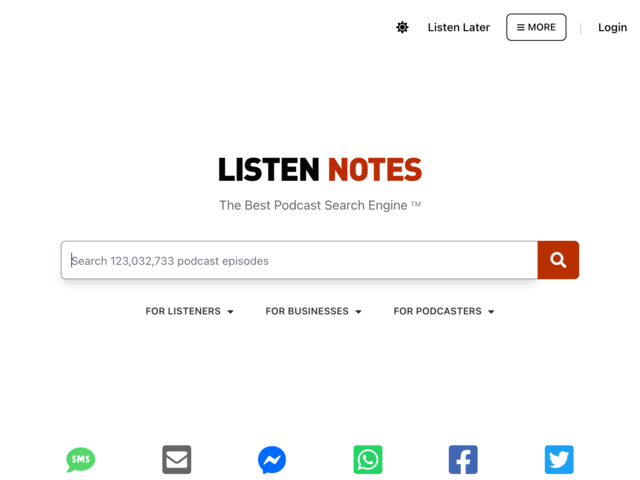 Listen Later
MORE
Login
LISTEN NOTES
The Best Podcast Search Engine TM
Search 123,032,733 podcast episodes
FOR LISTENERS
FOR BUSINESSES
FOR PODCASTERS
SMS